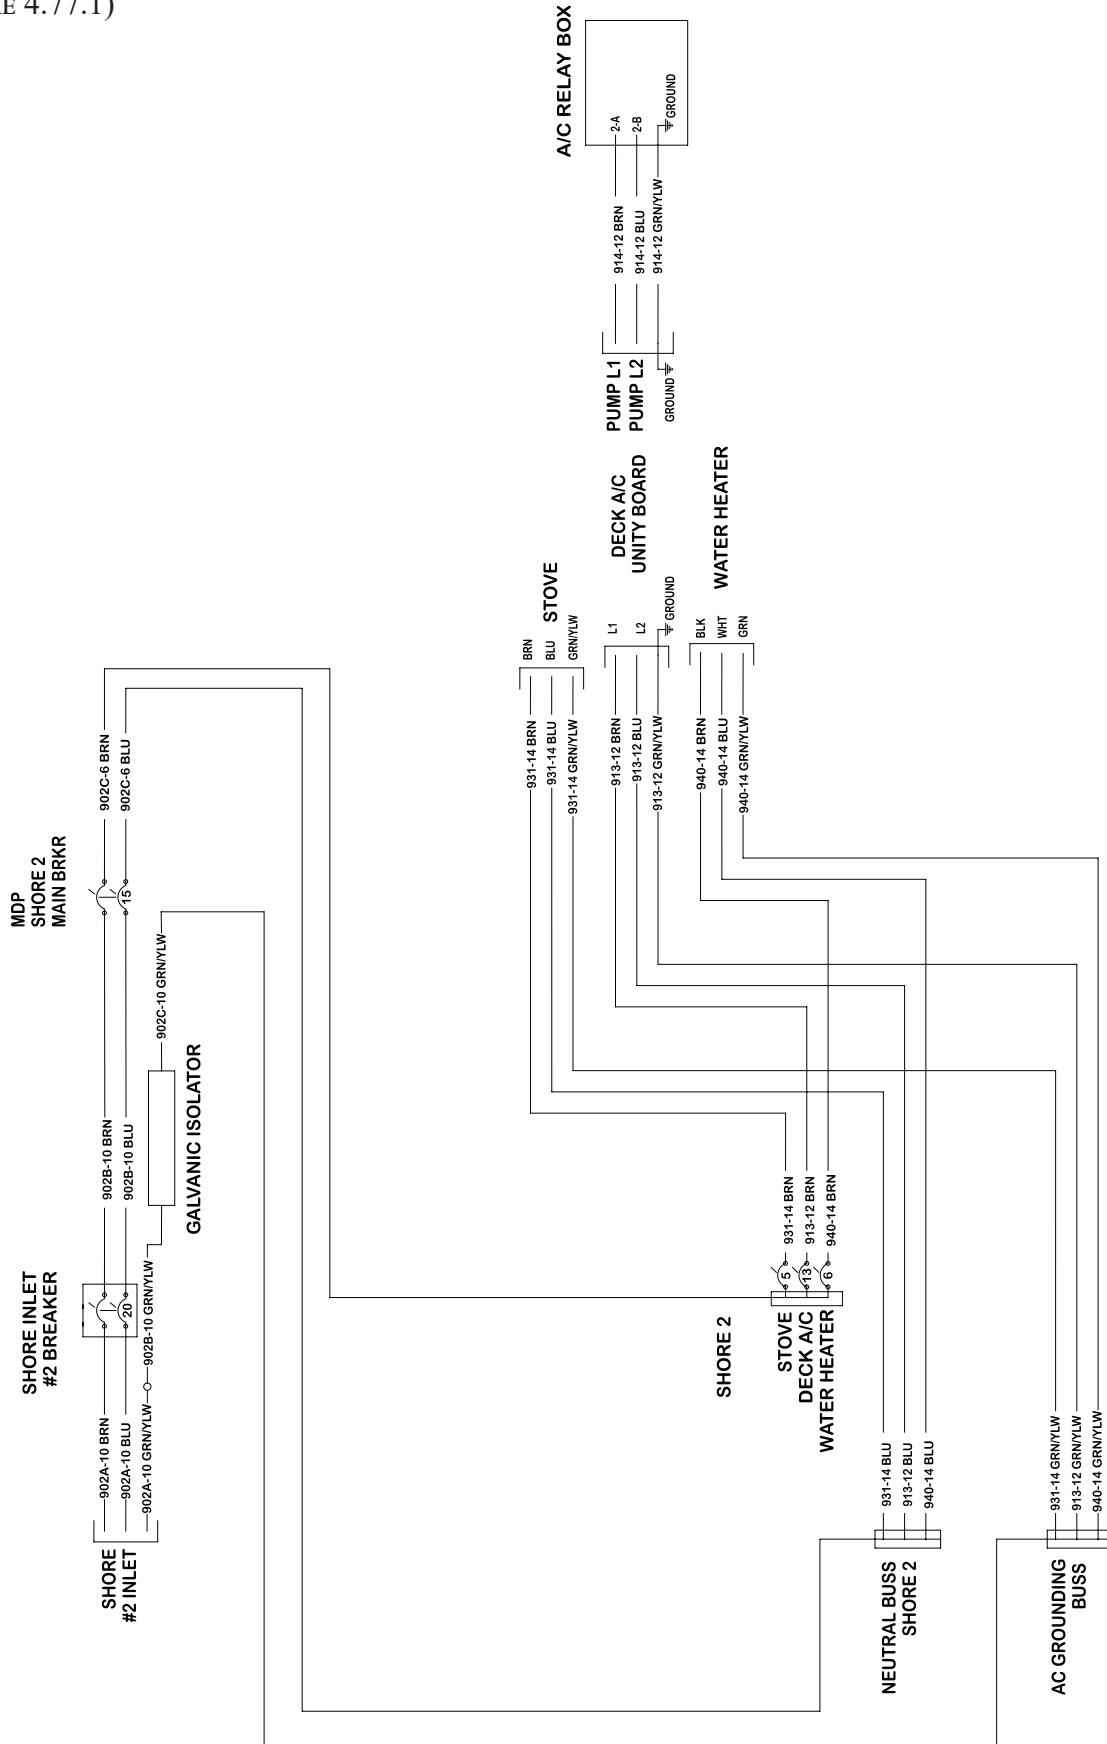 RE 4.77.1)
A/C RELAY BOX
2-A
2-B
GROUND
914-12 BRN
914-12 BLU
914-12 GRN/YLW
PUMP L1
PUMP L2
GROUND
DECK A/C
UNITY BOARD
WATER HEATER
STOVE
BRN
BLU
GRN/YLW
L1
L2
GROUND
BLK
WHT
GRN
931-14 BRN
931-14 BLU
931-14 GRN/YLW
913-12 BRN
913-12 BLU
913-12 GRN/YLW
940-14 BRN
940-14 BLU
940-14 GRN/YLW
902C-6 BRN
902C-6 BLU
MDP
SHORE 2
MAIN BRKR
15
902C-10 GRN/YLW
902B-10 BRN
902B-10 BLU
GALVANIC ISOLATOR
SHORE INLET
#2 BREAKER
20
902B-10 GRN/YLW
902A-10 BRN
902A-10 BLU
902A-10 GRN/YLW
SHORE
#2 INLET
931-14 BRN
913-12 BRN
940-14 BRN
5
13
6
SHORE 2
STOVE
DECK A/C
WATER HEATER
931-14 BLU
913-12 BLU
940-14 BLU
NEUTRAL BUSS
SHORE 2
931-14 GRN/YLW
913-12 GRN/YLW
940-14 GRN/YLW
AC GROUNDING
BUSS